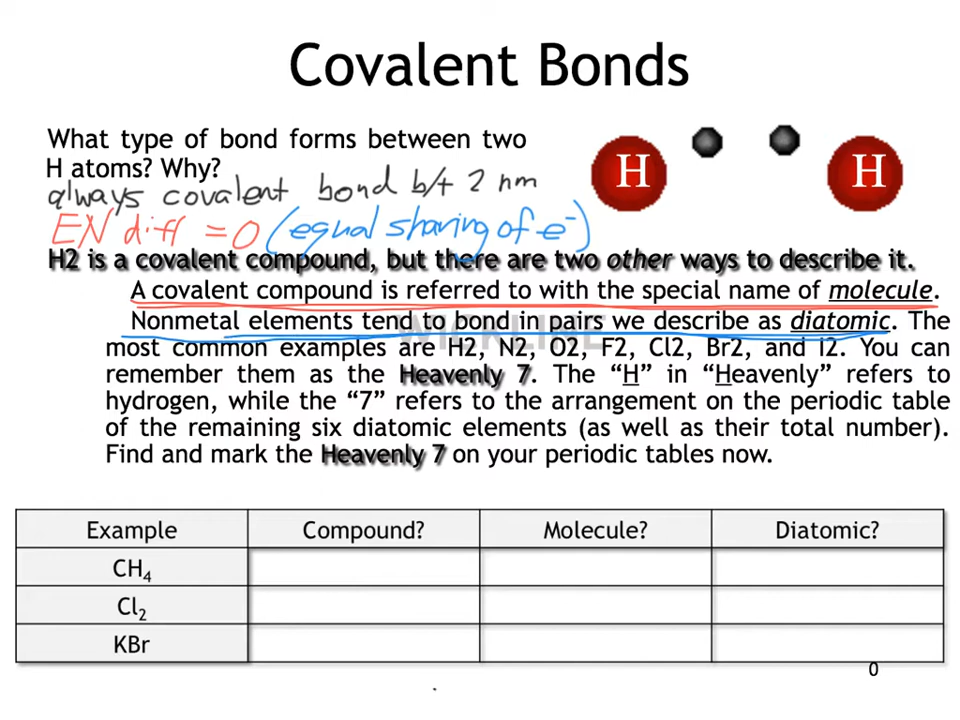 Covalent Bonds
What type of bond forms between two
H atoms? Why?
H H
always covalent bond b/t 2 nm
EN diff = 0 (equal sharing of e⁻)
H2 is a covalent compound, but there are two other ways to describe it.
A covalent compound is referred to with the special name of molecule.
Nonmetal elements tend to bond in pairs we describe as diatomic. The
most common examples are H2, N2, O2, F2, Cl2, Br2, and I2. You can
remember them as the Heavenly 7. The “H” in “Heavenly” refers to
hydrogen, while the “7” refers to the arrangement on the periodic table
of the remaining six diatomic elements (as well as their total number).
Find and mark the Heavenly 7 on your periodic tables now.
Example Compound? Molecule? Diatomic?
CH₄
Cl₂
KBr
0